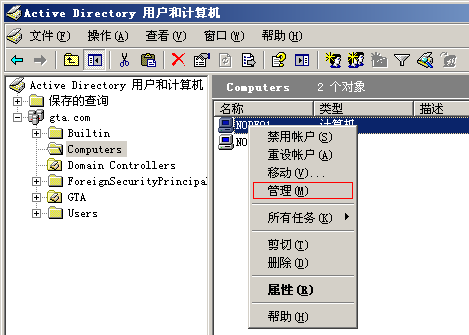 Active Directory 用户和计算机
文件(F) 操作(A) 查看(V) 窗口(W) 帮助(H)
Active Directory 用户和计算机
保存的查询
gta.com
Builtin
Computers
Domain Controllers
ForeignSecurityPrincipal
GTA
Users
Computers 2 个对象
名称 类型 描述
NODE01 计算机
NO
禁用帐户(S)
重设帐户(A)
移动(V)...
管理(M)
所有任务(K)
剪切(T)
删除(D)
属性(R)
帮助(H)